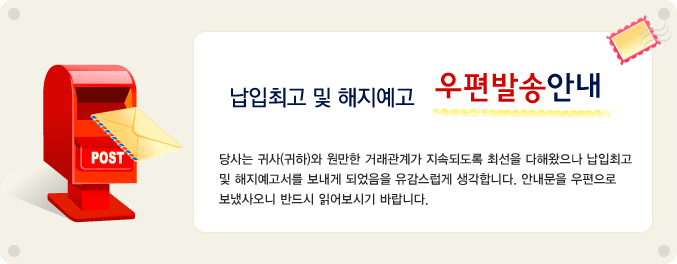 납입최고 및 해지예고 우편발송안내
당사는 귀사(귀하)와 원만한 거래관계가 지속되도록 최선을 다해왔으나 납입최고
및 해지예고서를 보내게 되었음을 유감스럽게 생각합니다. 안내문을 우편으로
보냈사오니 반드시 읽어보시기 바랍니다.
POST